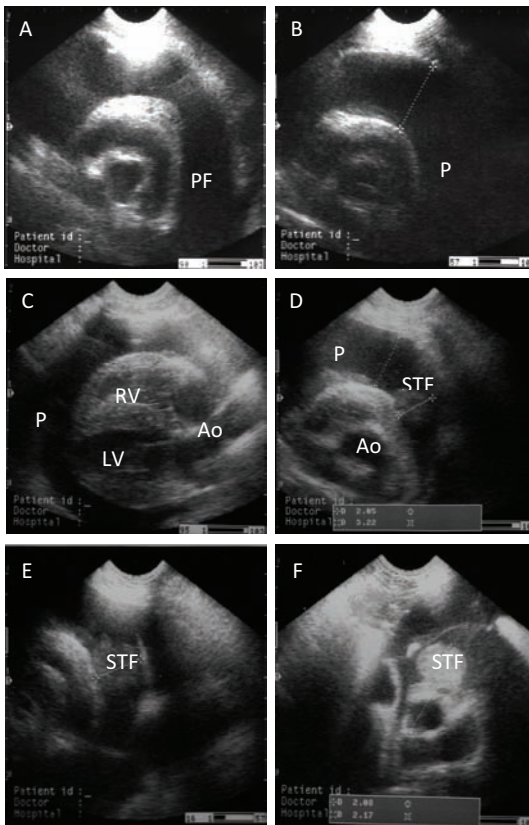 A
PF
Patient id :_
Doctor :
Hospital :
B
P
Patient id :_
Doctor :
Hospital :
C
RV
P
Ao
LV
Patient id :_
Doctor :
Hospital :
D
P
STF
Ao
Patient id :_
Doctor :
Hospital :
D 2.05
D 3.22
E
STF
Patient id :_
Doctor :
Hospital :
F
STF
Patient id :_
Doctor :
Hospital :
D 2.17